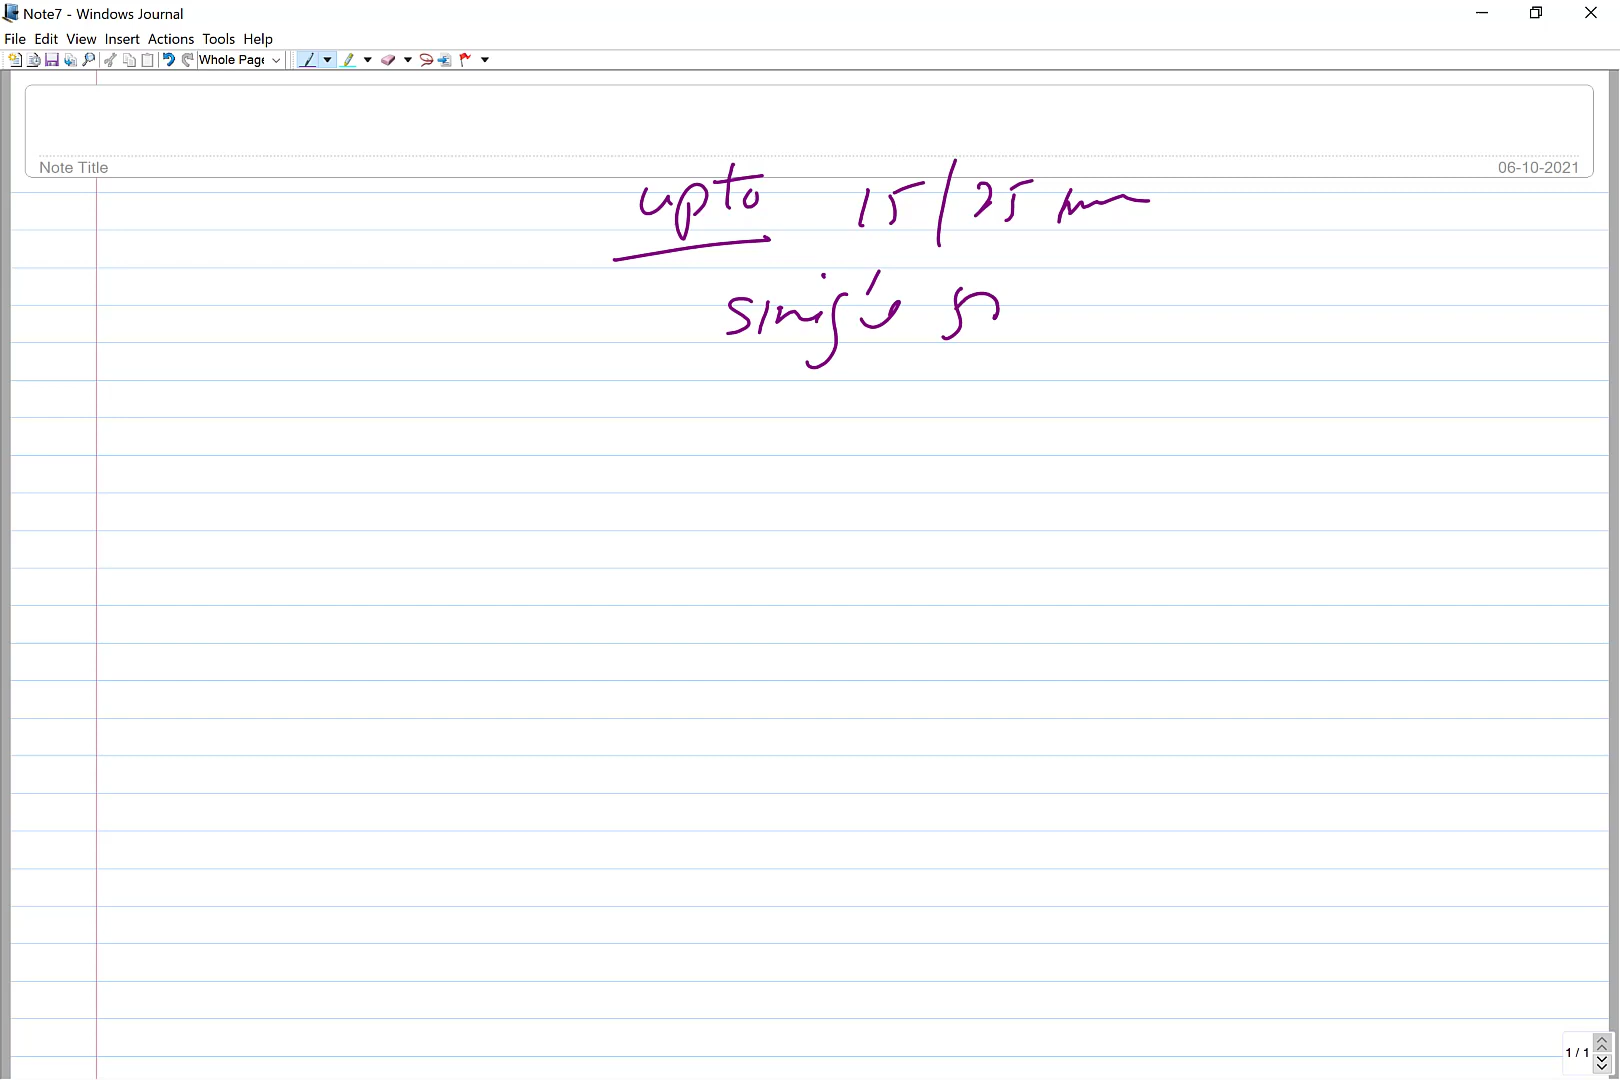 Note7 - Windows Journal
File Edit View Insert Actions Tools Help
Whole Page
Note Title
06-10-2021
upto 15/25 mm
single
1 / 1